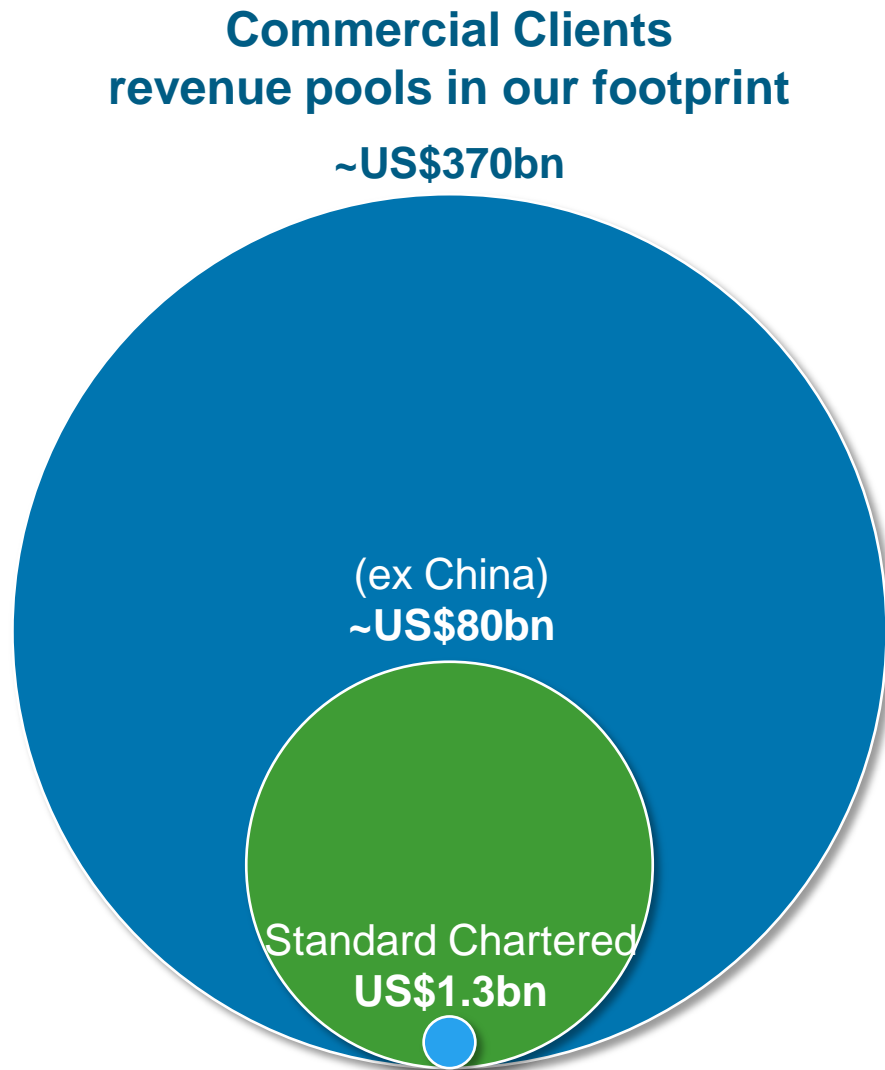 Commercial Clients
revenue pools in our footprint
~US$370bn
(ex China)
~US$80bn
Standard Chartered
US$1.3bn